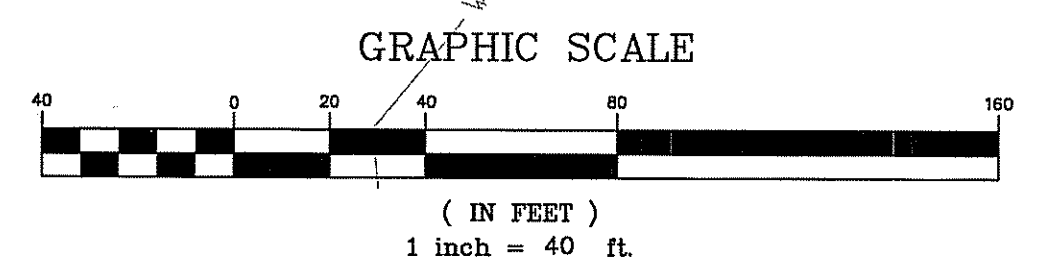 GRAPHIC SCALE
40 0 20 40 80 160
( IN FEET )
1 inch = 40 ft.